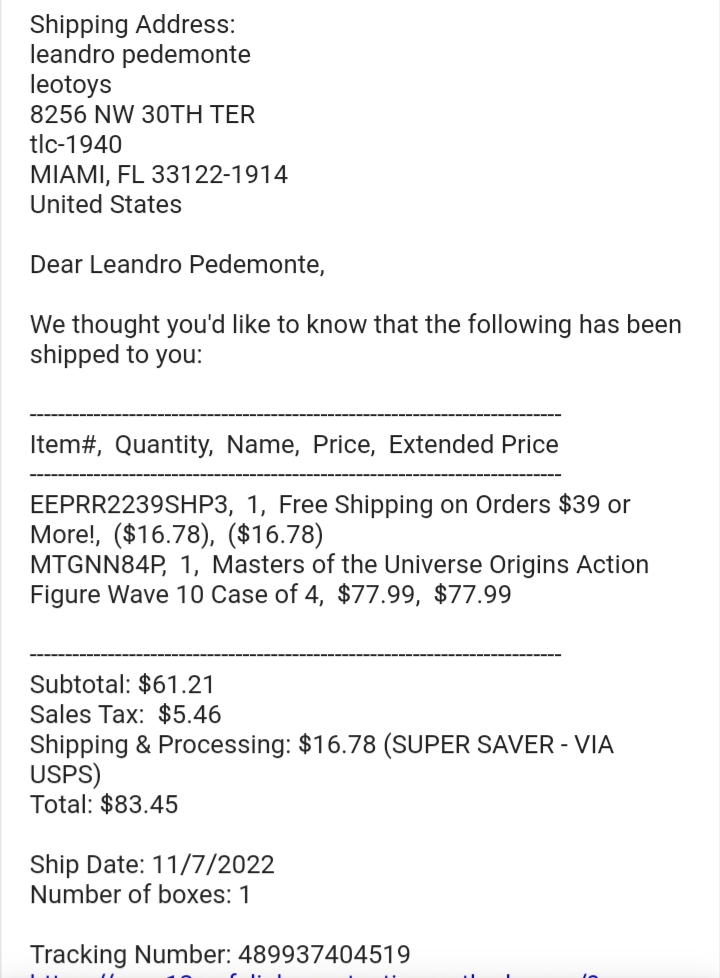 Shipping Address:
leandro pedemonte
leotoys
8256 NW 30TH TER
tlc-1940
MIAMI, FL 33122-1914
United States
Dear Leandro Pedemonte,
We thought you'd like to know that the following has been
shipped to you:
--------------------------------------------------------------------------
Item#,  Quantity,  Name,  Price,  Extended Price
--------------------------------------------------------------------------
EEPRR2239SHP3,  1,  Free Shipping on Orders $39 or
More!,  ($16.78),  ($16.78)
MTGNN84P,  1,  Masters of the Universe Origins Action
Figure Wave 10 Case of 4,  $77.99,  $77.99
--------------------------------------------------------------------------
Subtotal: $61.21
Sales Tax:  $5.46
Shipping & Processing: $16.78 (SUPER SAVER - VIA
USPS)
Total: $83.45
Ship Date: 11/7/2022
Number of boxes: 1
Tracking Number: 489937404519